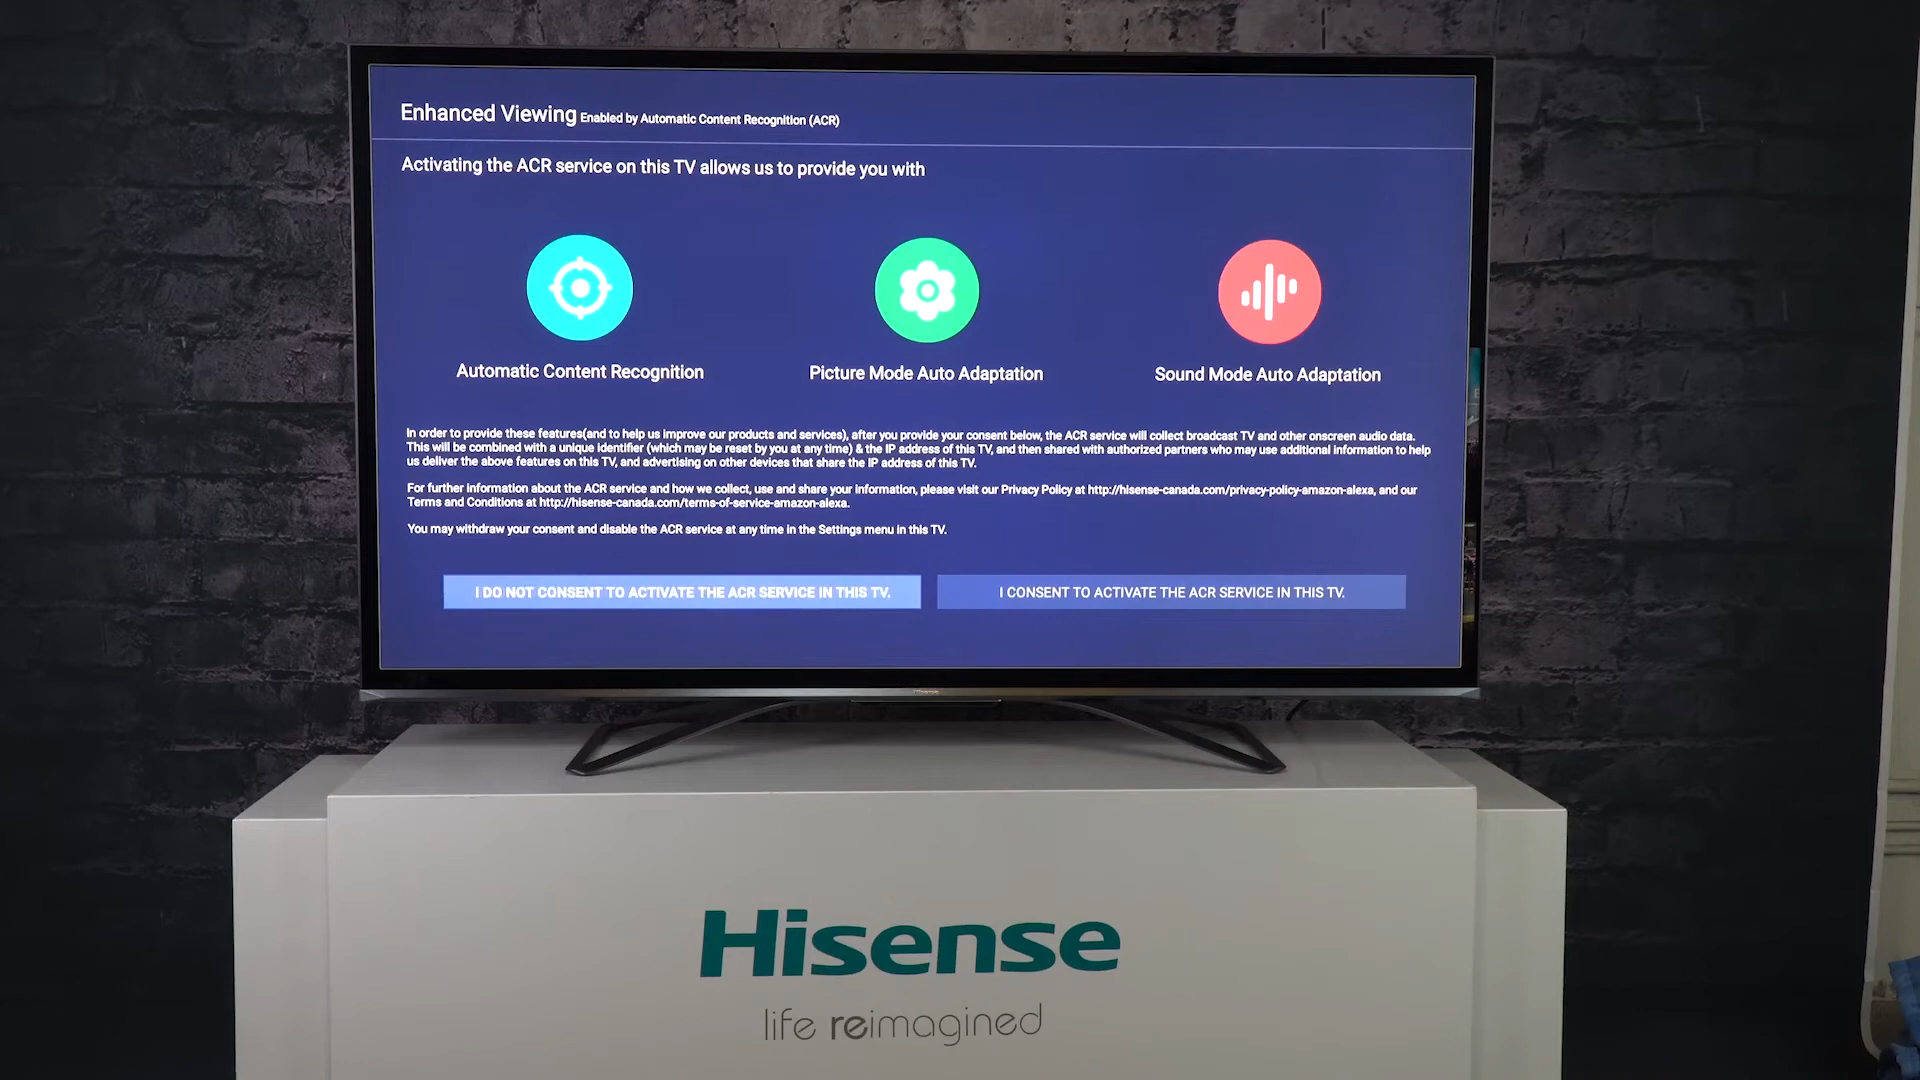 Enhanced Viewing Enabled by Automatic Content Recognition (ACR)
Activating the ACR service on this TV allows us to provide you with
Automatic Content Recognition
Picture Mode Auto Adaptation
Sound Mode Auto Adaptation
In order to provide these features(and to help us improve our products and services), after you provide your consent below, the ACR service will collect broadcast TV and other onscreen audio data.
This will be combined with a unique identifier (which may be reset by you at any time) & the IP address of this TV, and then shared with authorized partners who may use additional information to help
us deliver the above features on this TV, and advertising on other devices that share the IP address of this TV.
For further information about the ACR service and how we collect, use and share your information, please visit our Privacy Policy at http://hisense-canada.com/privacy-policy-amazon-alexa, and our
Terms and Conditions at http://hisense-canada.com/terms-of-service-amazon-alexa.
You may withdraw your consent and disable the ACR service at any time in the Settings menu in this TV.
I DO NOT CONSENT TO ACTIVATE THE ACR SERVICE IN THIS TV.
I CONSENT TO ACTIVATE THE ACR SERVICE IN THIS TV.
Hisense
Hisense
life reimagined